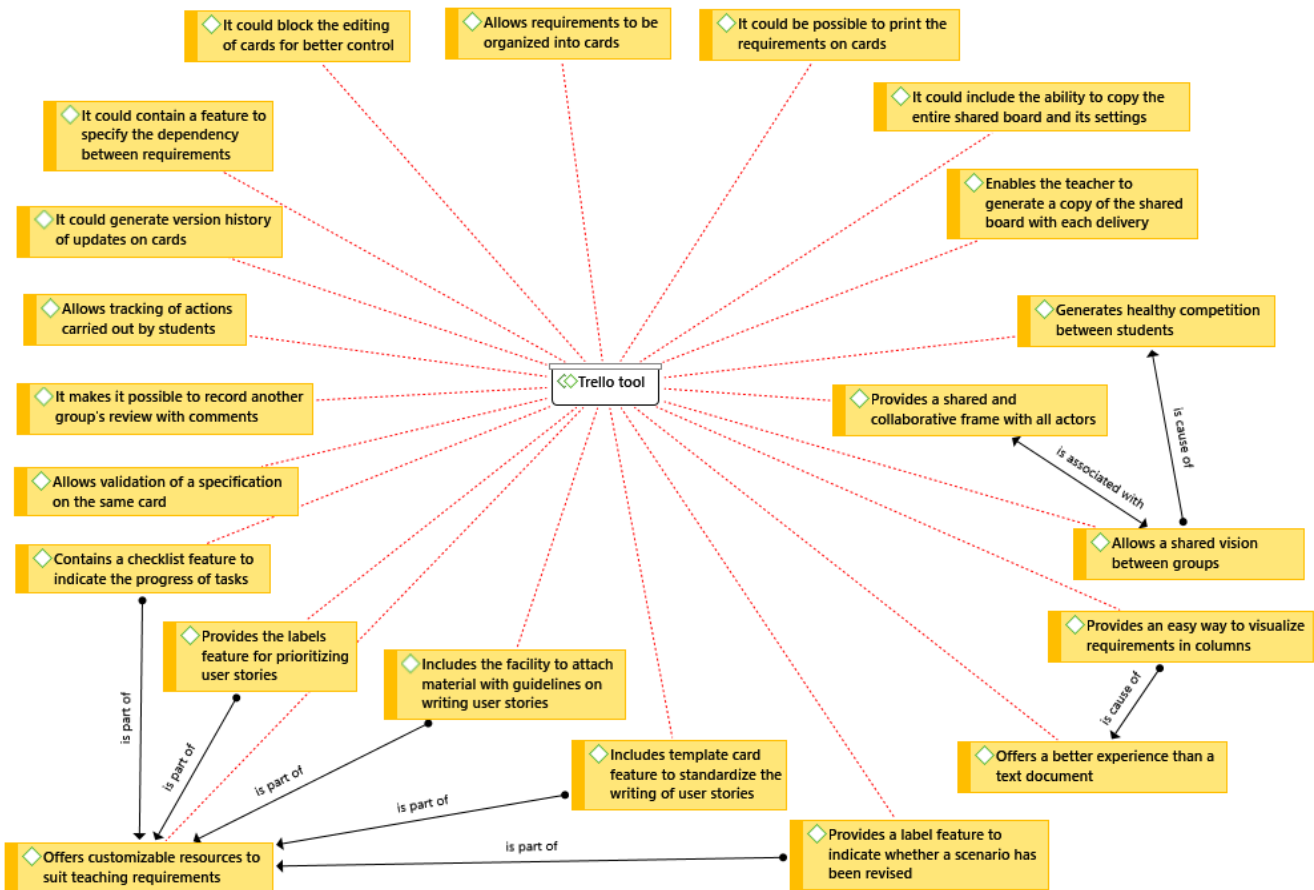 It could block the editing
of cards for better control
Allows requirements to be
organized into cards
It could be possible to print the
requirements on cards
It could include the ability to copy the
entire shared board and its settings
It could contain a feature to
specify the dependency
between requirements
Enables the teacher to
generate a copy of the shared
board with each delivery
It could generate version history
of updates on cards
Allows tracking of actions
carried out by students
Generates healthy competition
between students
Trello tool
It makes it possible to record another
group's review with comments
Provides a shared and
collaborative frame with all actors
is cause of
is associated with
Allows validation of a specification
on the same card
Allows a shared vision
between groups
Contains a checklist feature to
indicate the progress of tasks
Provides the labels
feature for prioritizing
user stories
Includes the facility to attach
material with guidelines on
writing user stories
Provides an easy way to visualize
requirements in columns
is cause of
is part of
is part of
is part of
Includes template card
feature to standardize the
writing of user stories
Offers a better experience than a
text document
is part of
Provides a label feature to
indicate whether a scenario has
been revised
is part of
Offers customizable resources to
suit teaching requirements